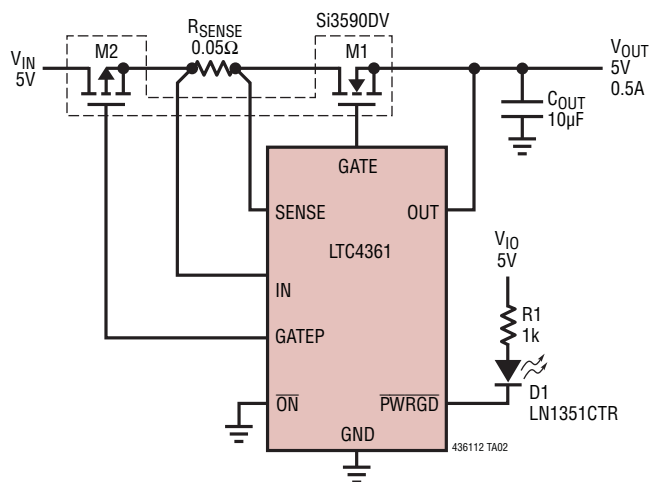 Si3590DV
VIN
5V
M2
RSENSE
0.05Ω
M1
VOUT
5V
0.5A
COUT
10µF
GATE
SENSE
OUT
LTC4361
IN
GATEP
ON
PWRGD
GND
VIO
5V
R1
1k
D1
LN1351CTR
436112 TA02